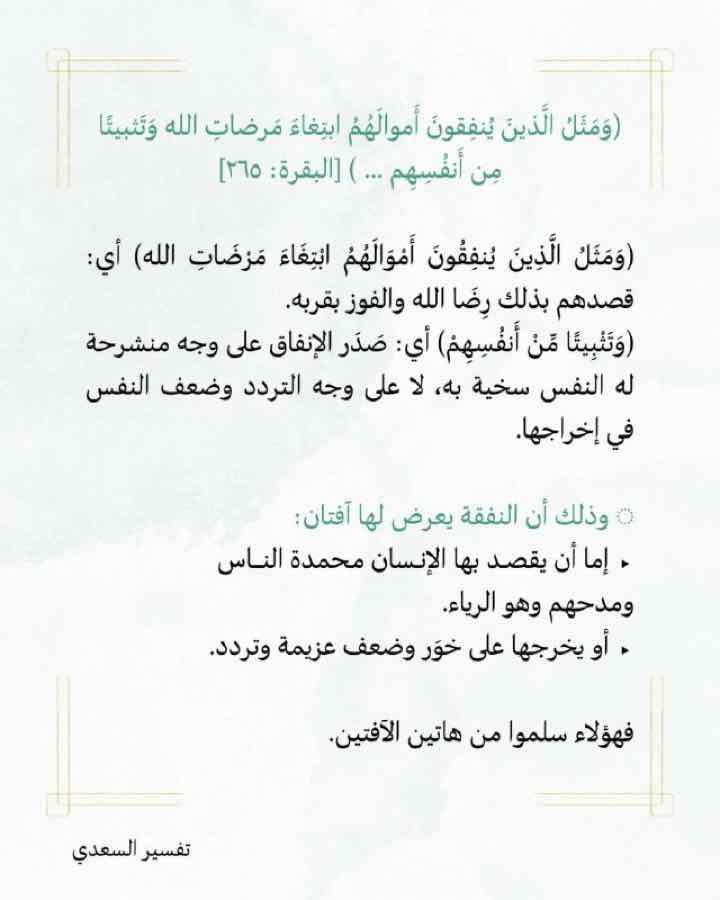 (وَمَثَلُ الَّذينَ يُنفِقونَ أَموالَهُمُ ابتِغاءَ مَرضاتِ الله وَتَثبيتًا
مِن أَنفُسِهِم ... ) [البقرة: ٢٦٥]
(وَمَثَلُ الَّذِينَ يُنفِقُونَ أَمْوَالَهُمُ ابْتِغَاءَ مَرْضَاتِ الله) أي:
قصدهم بذلك رِضَا الله والفوز بقربه.
(وَتَثْبِيتًا مِّنْ أَنفُسِهِمْ) أي: صَدَر الإنفاق على وجه منشرحة
له النفس سخية به، لا على وجه التردد وضعف النفس
في إخراجها.
وذلك أن النفقة يعرض لها آفتان:
‣ إما أن يقصد بها الإنسان محمدة الناس
ومدحهم وهو الرياء.
‣ أو يخرجها على خوَر وضعف عزيمة وتردد.
فهؤلاء سلموا من هاتين الآفتين.
تفسير السعدي